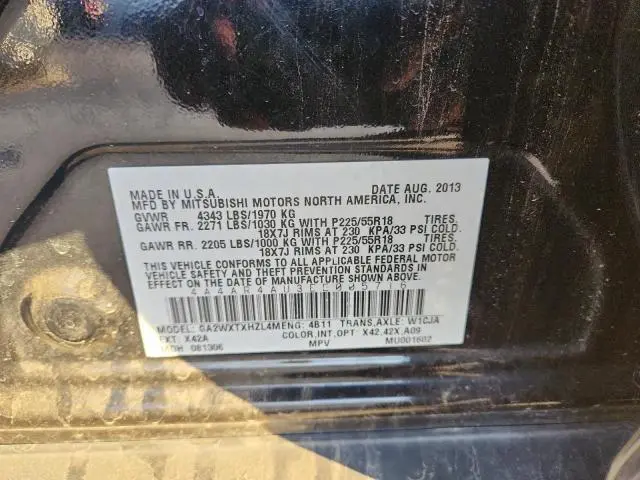 MADE IN U.S.A. DATE AUG. 2013
MFD BY MITSUBISHI MOTORS NORTH AMERICA, INC.
GVWR 4343 LBS/1970 KG
GAWR FR. 2271 LBS/1030 KG WITH P225/55R18 TIRES.
18X7J RIMS AT 230 KPA/33 PSI COLD.
GAWR RR. 2205 LBS/1000 KG WITH P225/55R18 TIRES.
18X7J RIMS AT 230 KPA/33 PSI COLD.
THIS VEHICLE CONFORMS TO ALL APPLICABLE FEDERAL MOTOR
VEHICLE SAFETY AND THEFT PREVENTION STANDARDS IN
EFFECT ON THE DATE OF MANUFACTURE SHOWN ABOVE.
MODEL: GA2WXTXHZL4M ENG: 4B11 TRANS,AXLE: W1CJA
EXT: X42A COLOR,INT,OPT: X42,42X,A09
MDH 081306 MPV MU001602